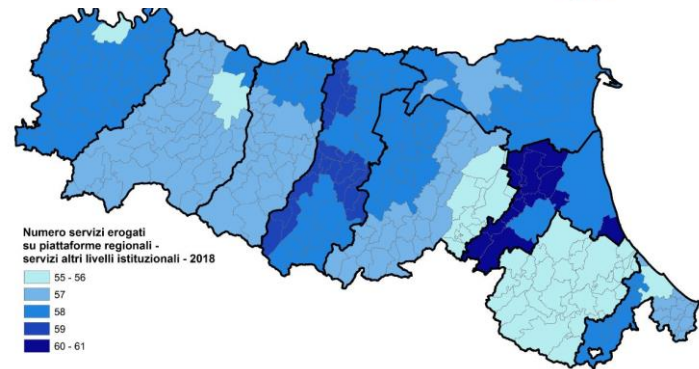 Numero servizi erogati
su piattaforme regionali -
servizi altri livelli istituzionali - 2018
55 - 56
57
58
59
60 - 61